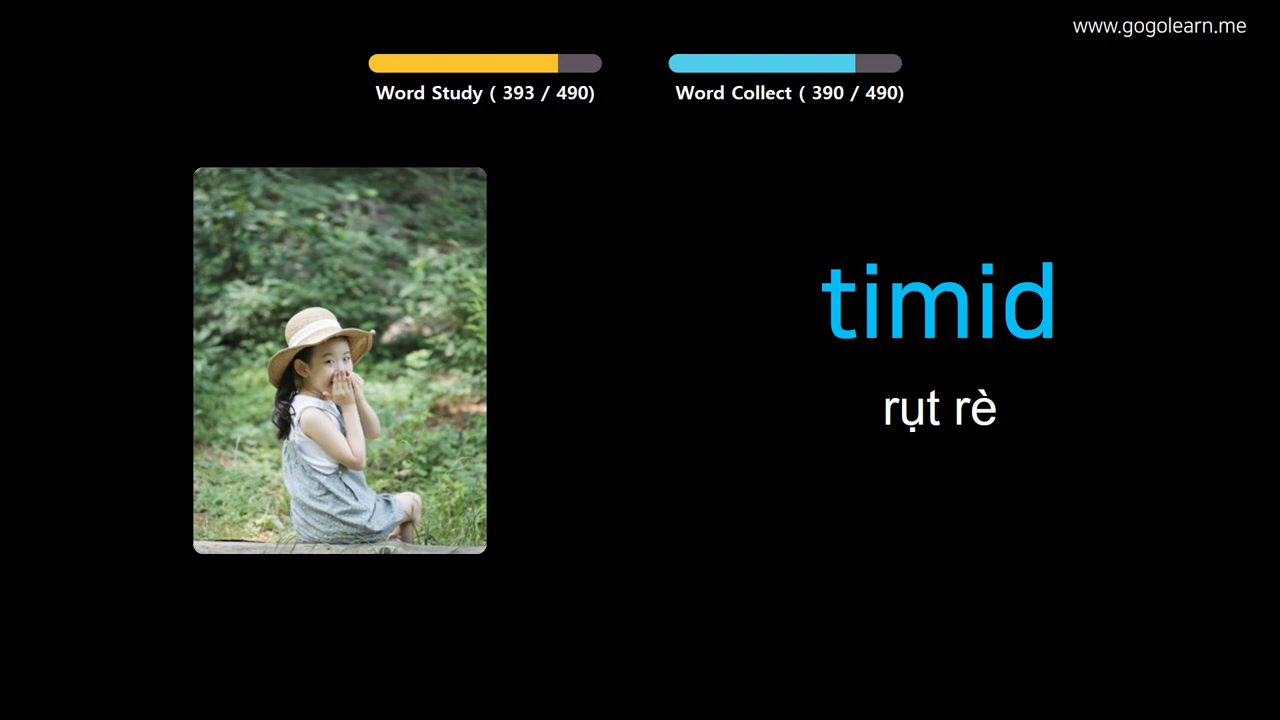 www.gogolearn.me
Word Study ( 393 / 490)
Word Collect ( 390 / 490)
timid
rụt rè